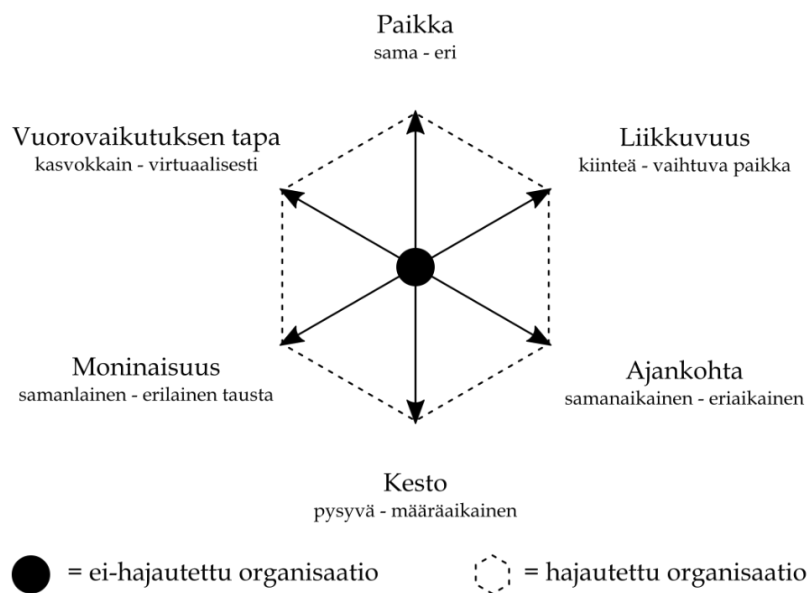 Paikka
sama - eri
Vuorovaikutuksen tapa
kasvokkain - virtuaalisesti
Liikkuvuus
kiinteä - vaihtuva paikka
Moninaisuus
samanlainen - erilainen tausta
Ajankohta
samanaikainen - eriaikainen
Kesto
pysyvä - määräaikainen
= ei-hajautettu organisaatio
= hajautettu organisaatio